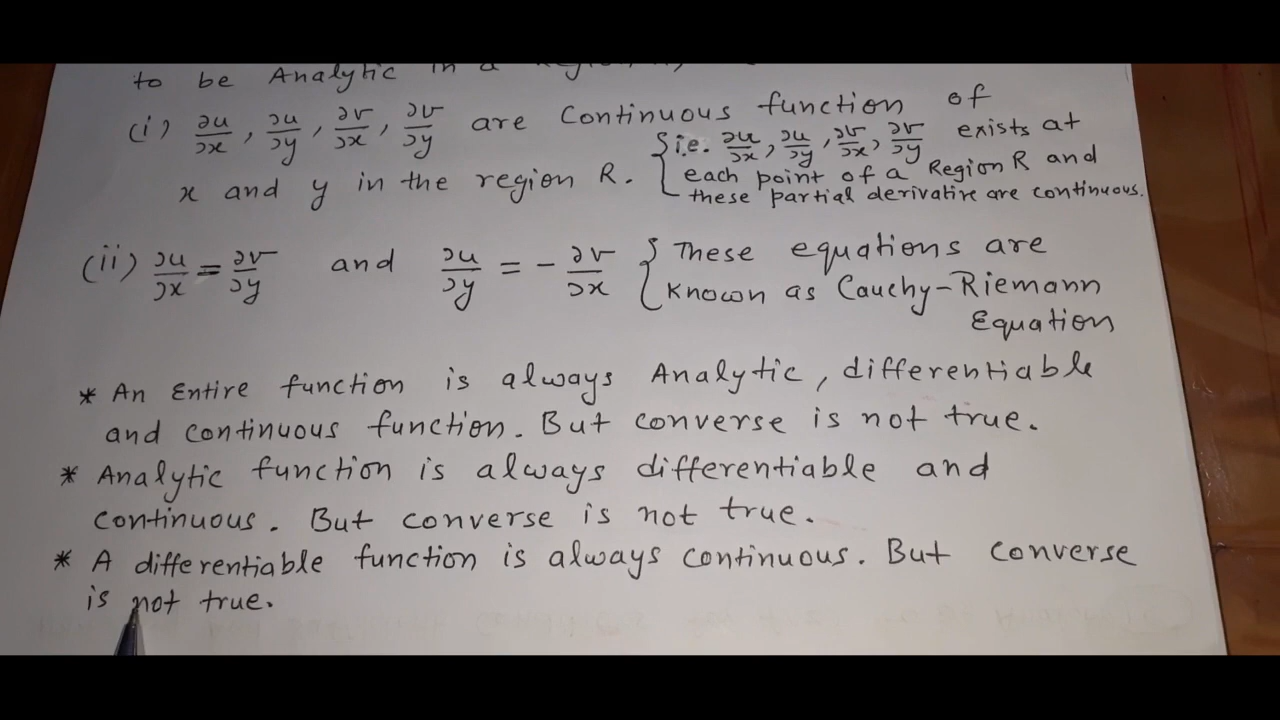 to be Analytic in a Region
(i) ∂u/∂x, ∂u/∂y, ∂v/∂x, ∂v/∂y are Continuous function of
x and y in the region R.
{i.e. ∂u/∂x, ∂u/∂y, ∂v/∂x, ∂v/∂y exists at
each point of a Region R and
these partial derivative are continuous.
(ii) ∂u/∂x = ∂v/∂y and ∂u/∂y = - ∂v/∂x
{ These equations are
known as Cauchy-Riemann
Equation
* An Entire function is always Analytic, differentiable
and continuous function. But converse is not true.
* Analytic function is always differentiable and
continuous. But converse is not true.
* A differentiable function is always continuous. But converse
is not true.